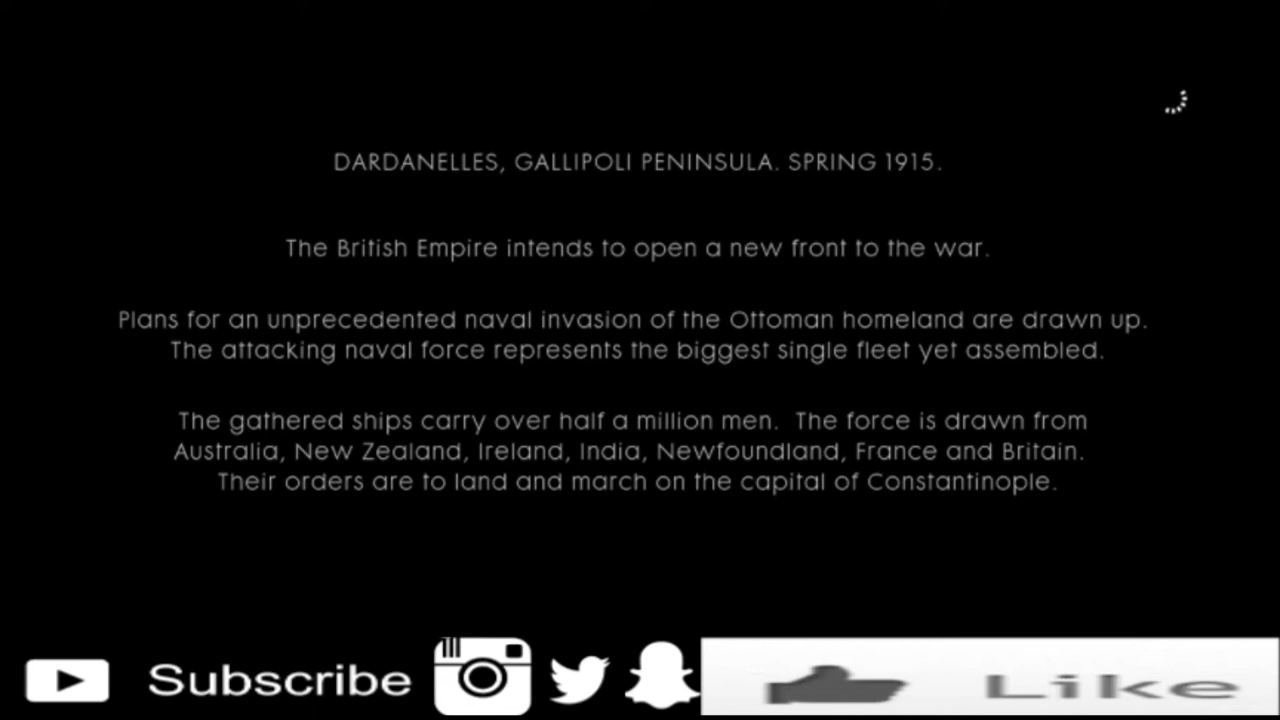 DARDANELLES, GALLIPOLI PENINSULA. SPRING 1915.
The British Empire intends to open a new front to the war.
Plans for an unprecedented naval invasion of the Ottoman homeland are drawn up.
The attacking naval force represents the biggest single fleet yet assembled.
The gathered ships carry over half a million men. The force is drawn from
Australia, New Zealand, Ireland, India, Newfoundland, France and Britain.
Their orders are to land and march on the capital of Constantinople.
Subscribe
Like